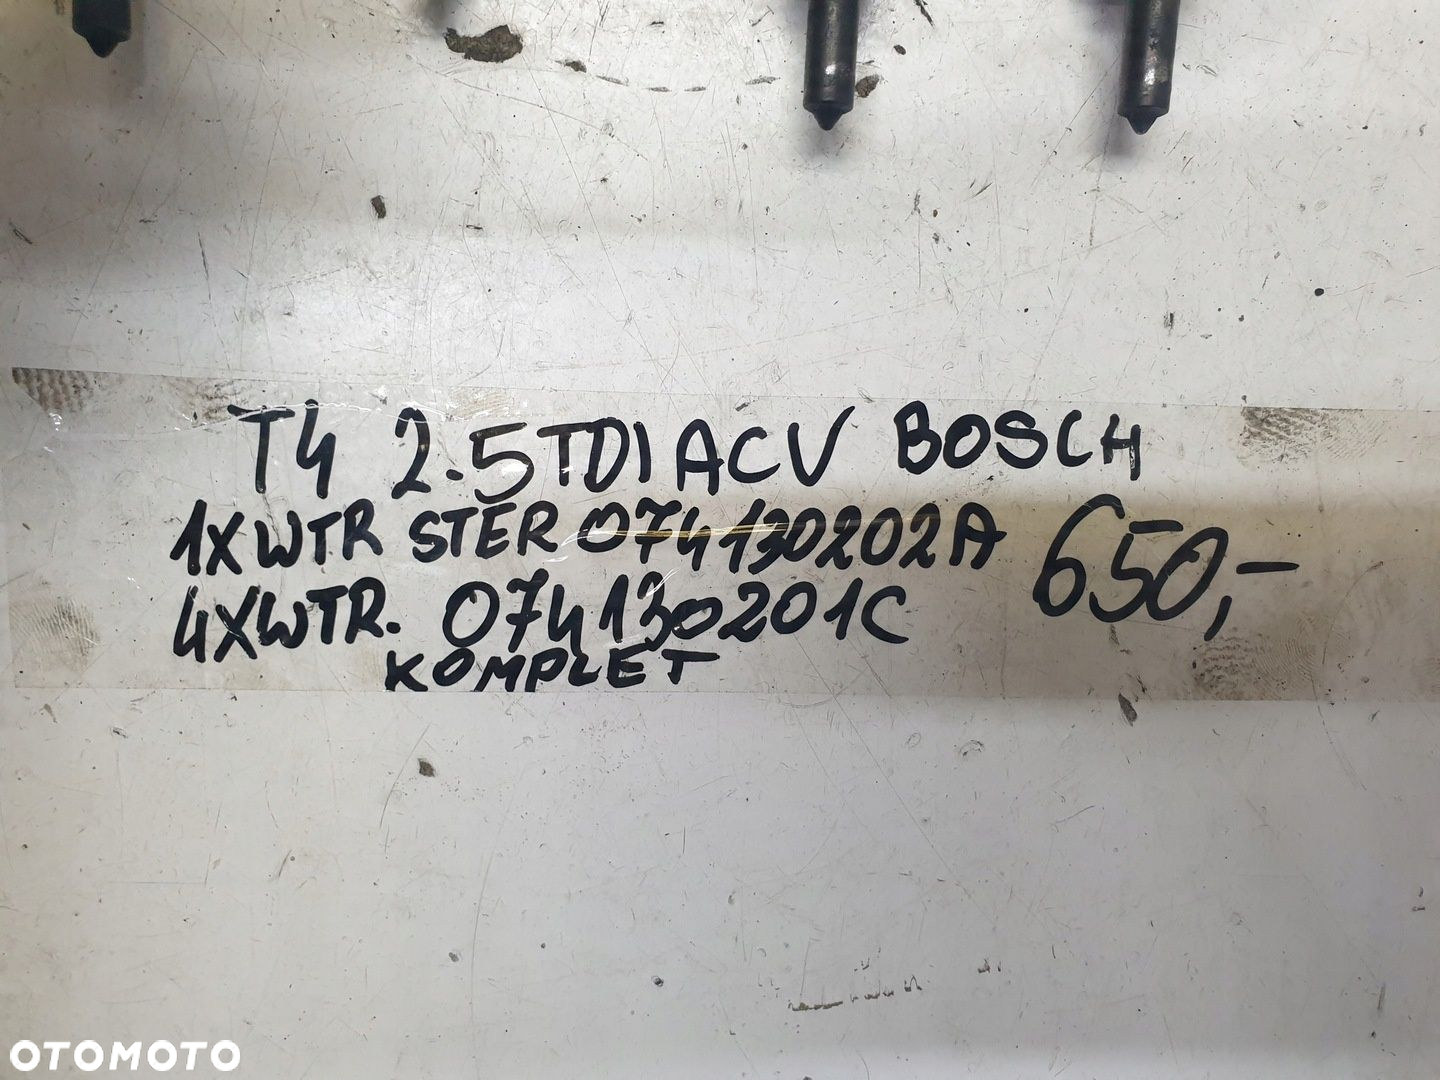 T4 2.5TDI ACV BOSCH
1XWTR STER 074130202A 650,-
4XWTR. 074130201C
KOMPLET
OTOMOTO